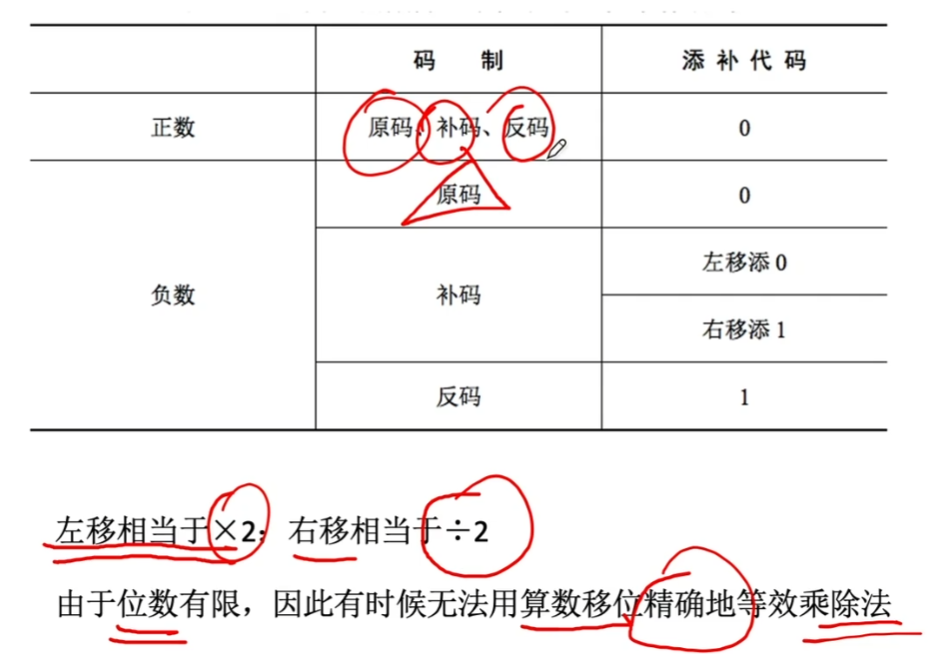 码 制 添补代码
正数 原码、补码、反码 0
负数 原码 0
补码 左移添 0
右移添 1
反码 1
左移相当于×2；右移相当于÷2
由于位数有限，因此有时候无法用算数移位精确地等效乘除法